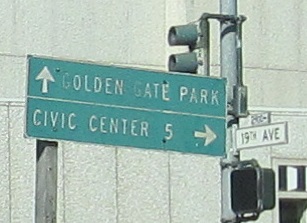 GOLDEN GATE PARK
CIVIC CENTER 5
19TH AVE